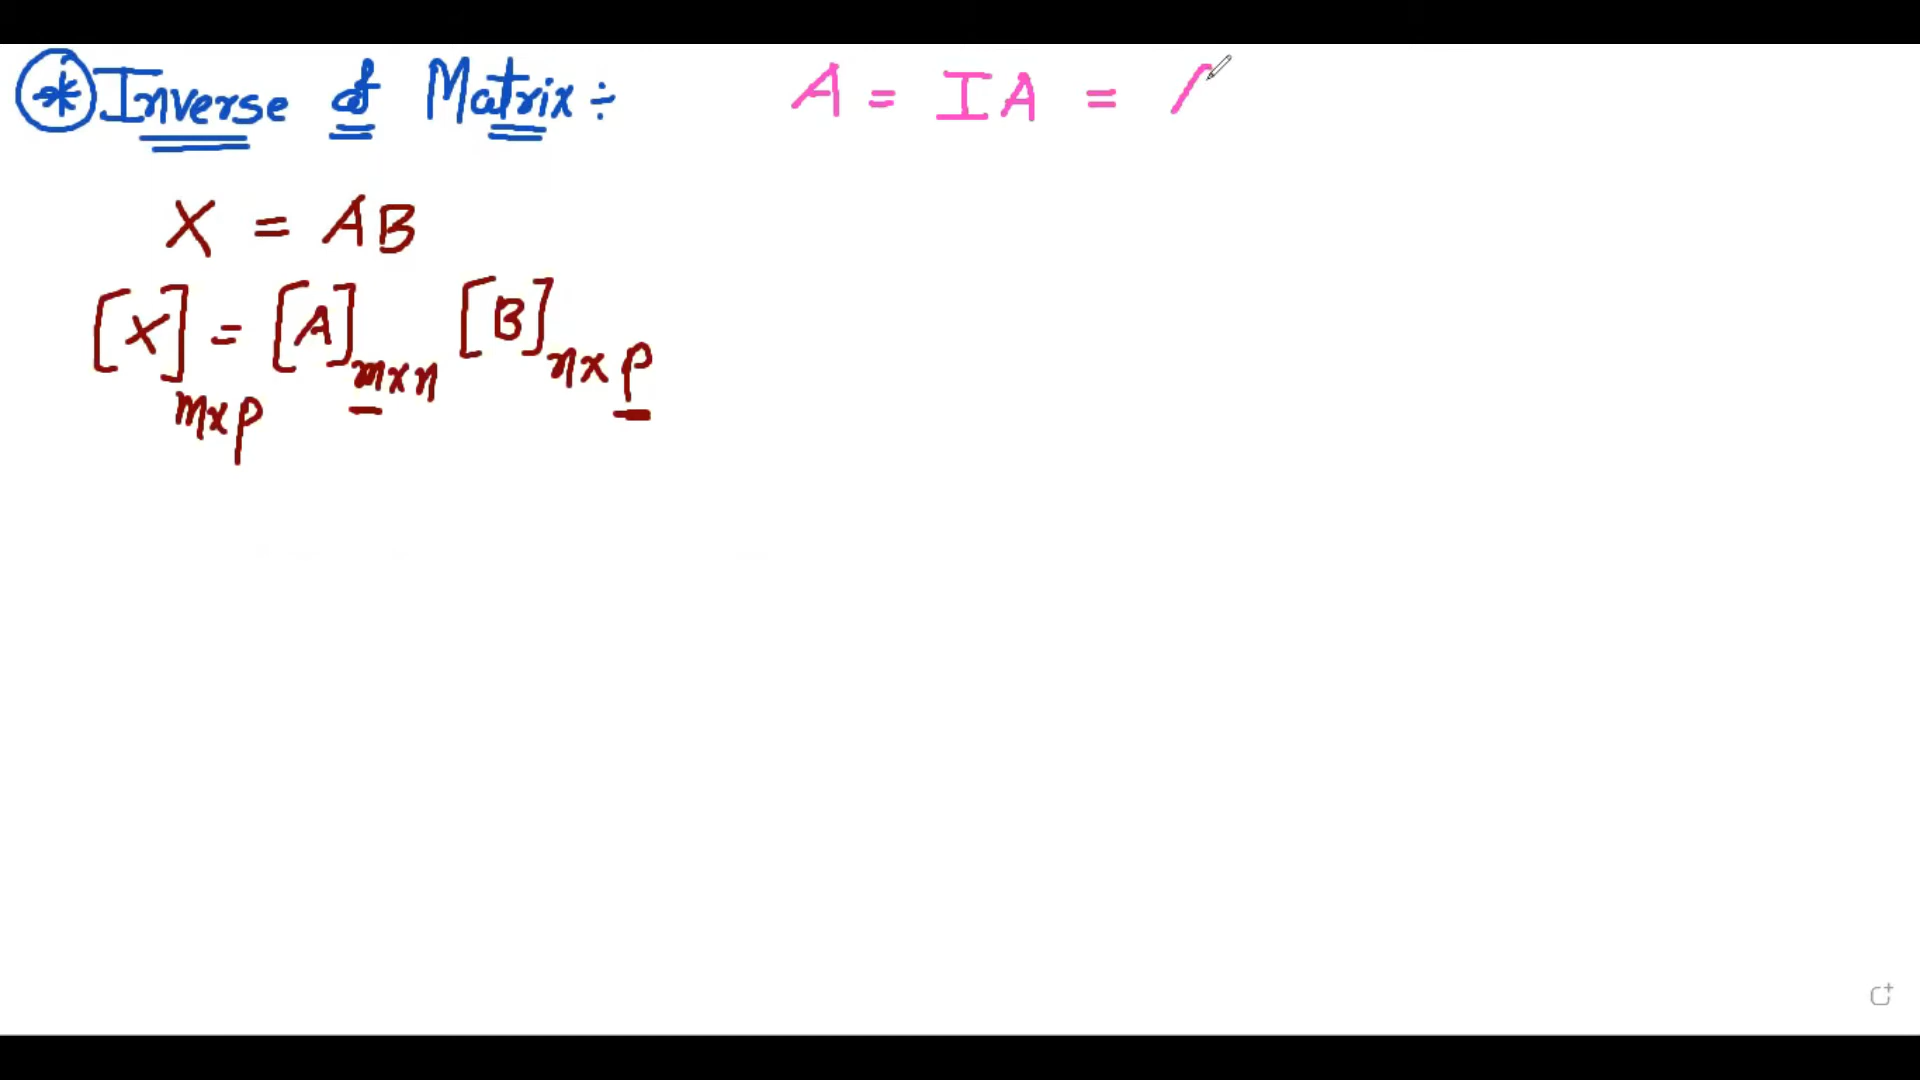 * Inverse of Matrix ÷ A = IA =
X = AB
[X]m×p = [A]m×n [B]n×p